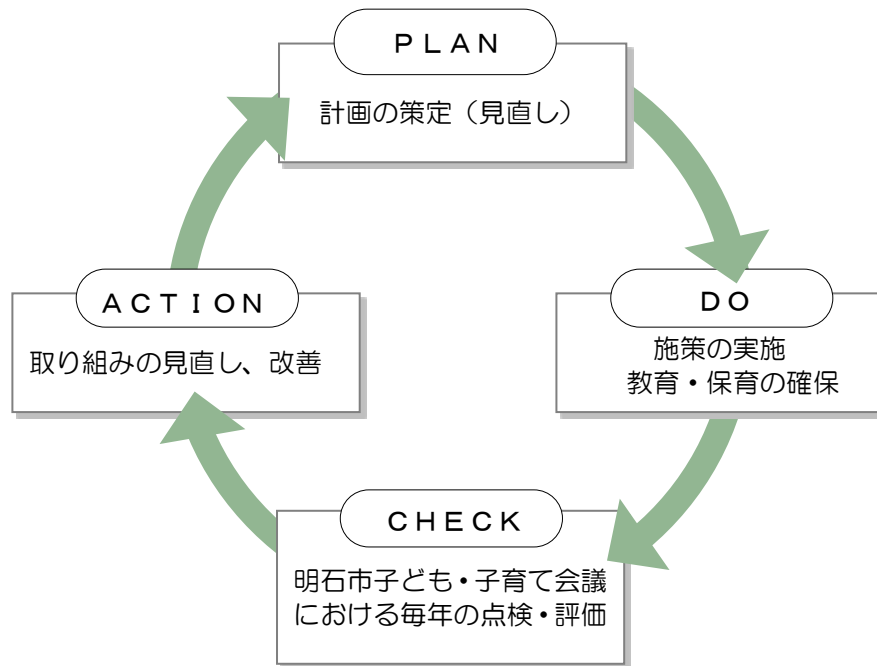 ＰＬＡＮ
計画の策定（見直し）
ＤＯ
施策の実施
教育・保育の確保
ＣＨＥＣＫ
明石市子ども・子育て会議
における毎年の点検・評価
ＡＣＴＩＯＮ
取り組みの見直し、改善